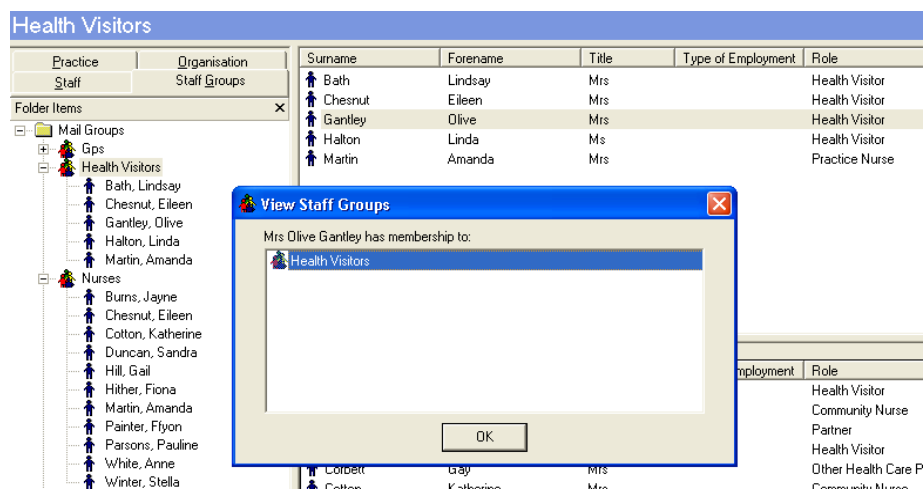 Health Visitors
Practice Organisation
Staff Staff Groups
Folder Items
Mail Groups
Gps
Health Visitors
Bath, Lindsay
Chesnut, Eileen
Gantley, Olive
Halton, Linda
Martin, Amanda
Nurses
Burns, Jayne
Chesnut, Eileen
Cotton, Katherine
Duncan, Sandra
Hill, Gail
Hither, Fiona
Martin, Amanda
Painter, Ffyon
Parsons, Pauline
White, Anne
Winter, Stella
Surname Forename Title Type of Employment Role
Bath Lindsay Mrs Health Visitor
Chesnut Eileen Mrs Health Visitor
Gantley Olive Mrs Health Visitor
Halton Linda Ms Health Visitor
Martin Amanda Mrs Practice Nurse
View Staff Groups
Mrs Olive Gantley has membership to:
Health Visitors
OK
mployment Role
Health Visitor
Community Nurse
Partner
Health Visitor
Corbett Gay Mrs Other Health Care P
Cotton Katherine Mrs Community Nurse